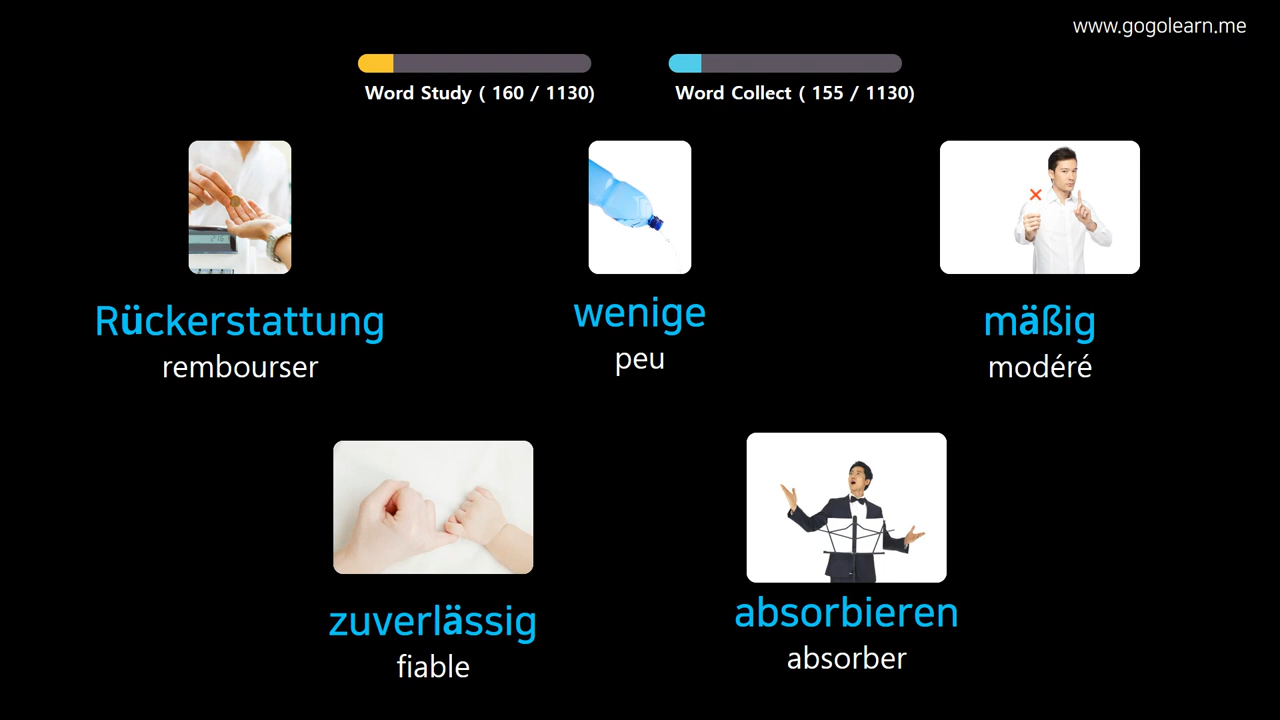 www.gogolearn.me
Word Study ( 160 / 1130)
Word Collect ( 155 / 1130)
Rückerstattung
rembourser
wenige
peu
mäßig
modéré
zuverlässig
fiable
absorbieren
absorber